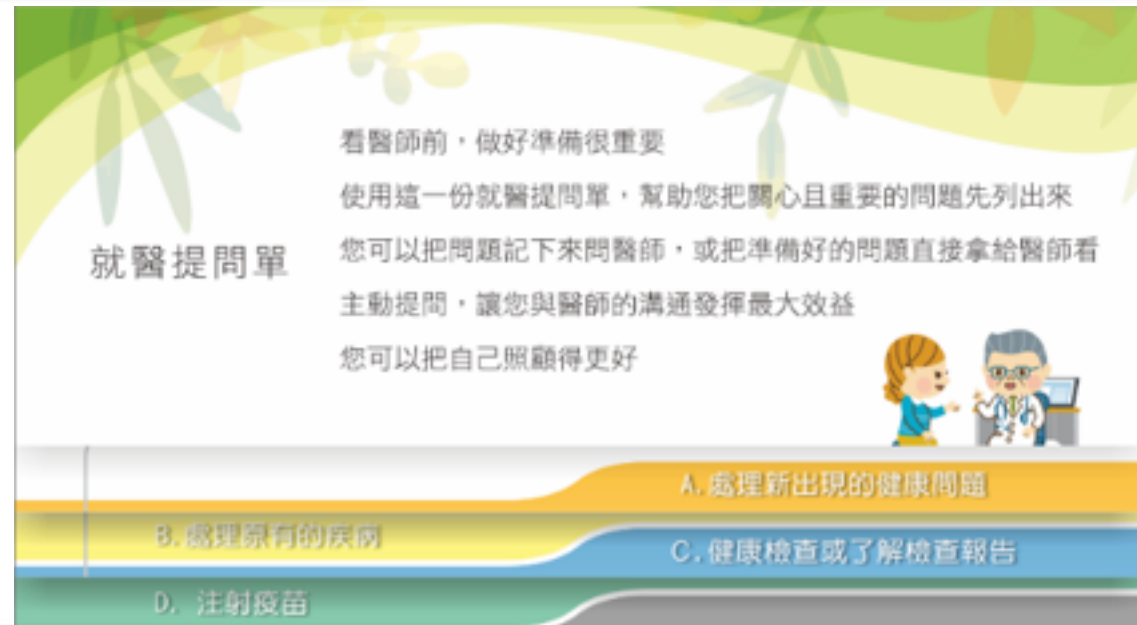 就醫提問單
看醫師前，做好準備很重要
使用這一份就醫提問單，幫助您把關心且重要的問題先列出來
您可以把問題記下來問醫師，或把準備好的問題直接拿給醫師看
主動提問，讓您與醫師的溝通發揮最大效益
您可以把自己照顧得更好
A.處理新出現的健康問題
B.處理原有的疾病
C.健康檢查或了解檢查報告
D. 注射疫苗